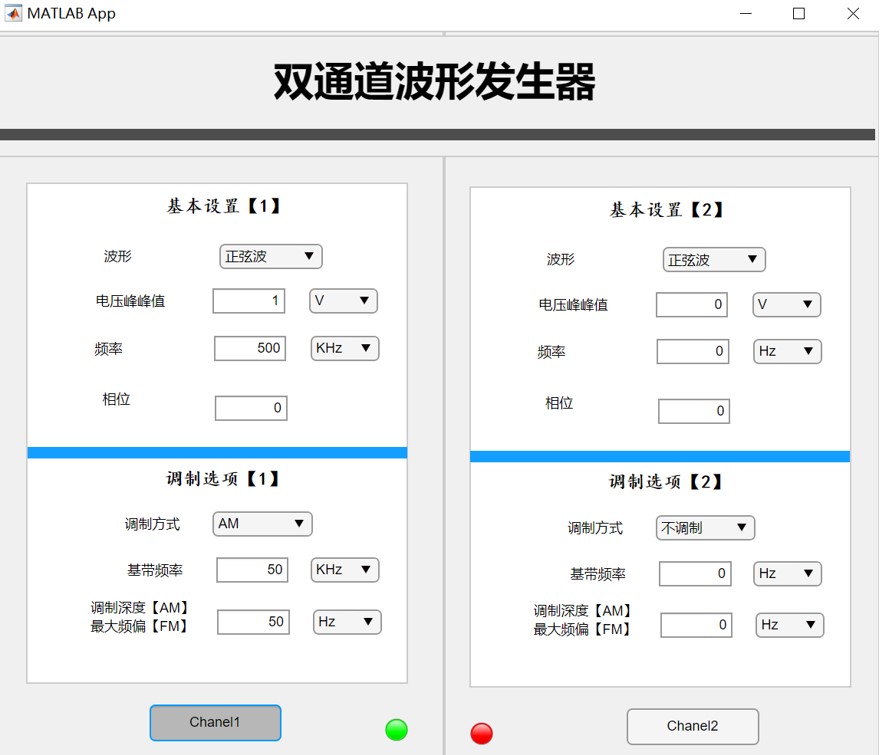 MATLAB App
双通道波形发生器
基本设置【1】
波形 正弦波
电压峰峰值 1 V
频率 500 KHz
相位 0
调制选项【1】
调制方式 AM
基带频率 50 KHz
调制深度【AM】
最大频偏【FM】 50 Hz
Chanel1
基本设置【2】
波形 正弦波
电压峰峰值 0 V
频率 0 Hz
相位 0
调制选项【2】
调制方式 不调制
基带频率 0 Hz
调制深度【AM】
最大频偏【FM】 0 Hz
Chanel2